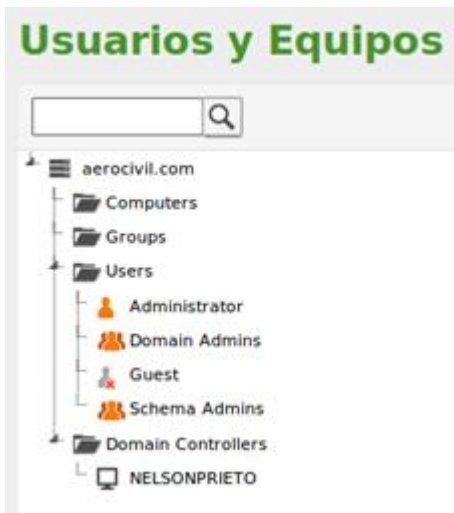 Usuarios y Equipos
aerocivil.com
Computers
Groups
Users
Administrator
Domain Admins
Guest
Schema Admins
Domain Controllers
NELSONPRIETO